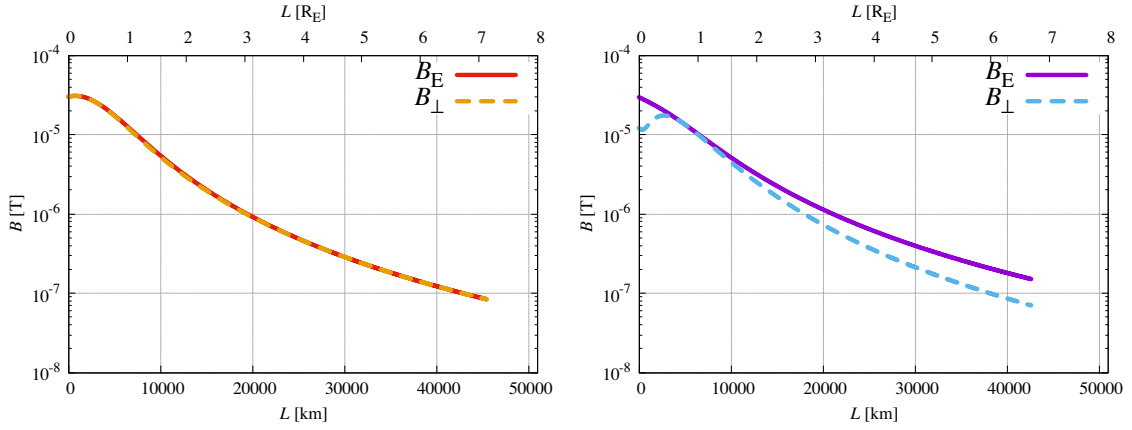 L [R_E]
0 1 2 3 4 5 6 7 8
10^-4
10^-5
10^-6
10^-7
10^-8
B [T]
B_E
B_⊥
0 10000 20000 30000 40000 50000
L [km]
L [R_E]
0 1 2 3 4 5 6 7 8
10^-4
10^-5
10^-6
10^-7
10^-8
B [T]
B_E
B_⊥
0 10000 20000 30000 40000 50000
L [km]